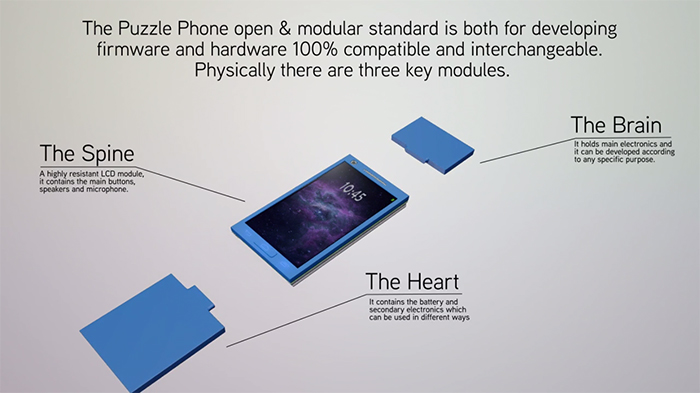 The Puzzle Phone open & modular standard is both for developing
firmware and hardware 100% compatible and interchangeable.
Physically there are three key modules.
The Spine
A highly resistant LCD module,
it contains the main buttons,
speakers and microphone.
The Brain
It holds main electronics and
it can be developed according
to any specific purpose.
10:45
The Heart
It contains the battery and
secondary electronics which
can be used in different ways